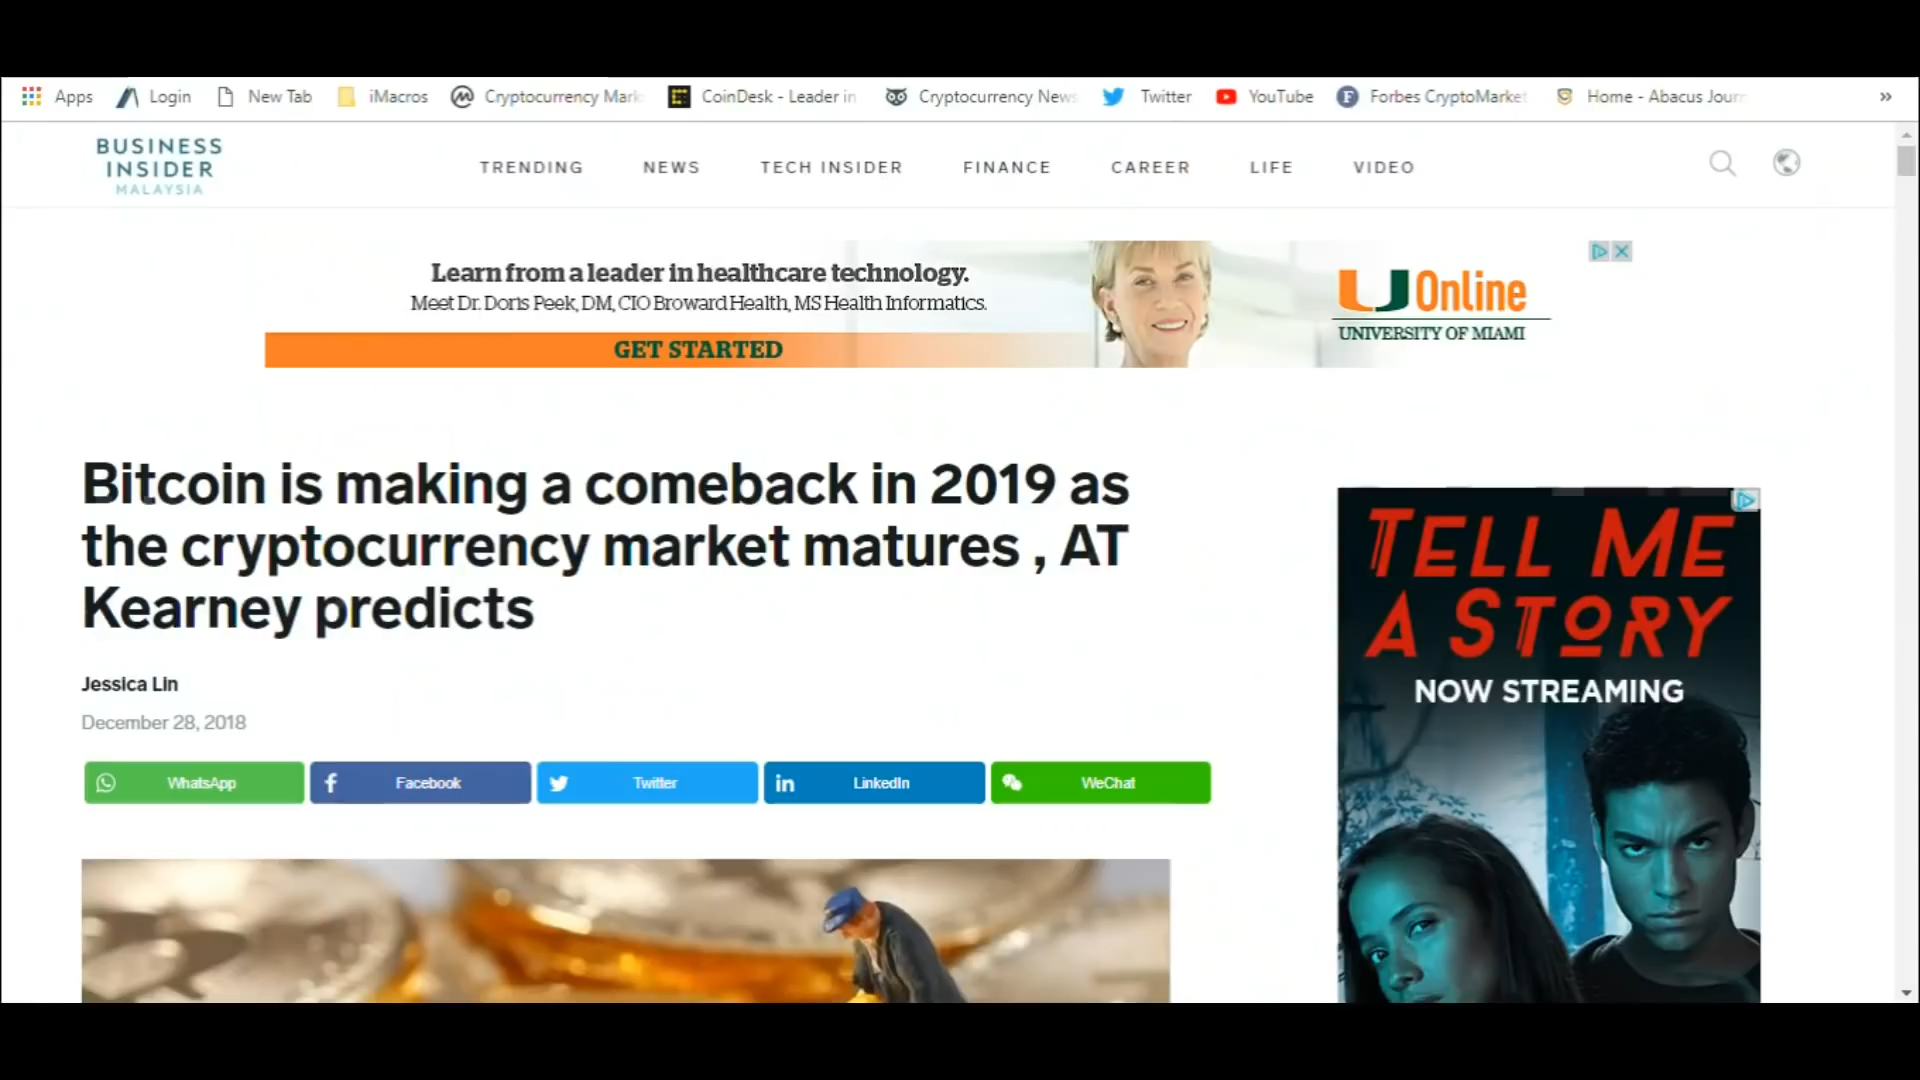 Apps Login New Tab iMacros Cryptocurrency Mark CoinDesk - Leader in Cryptocurrency News Twitter YouTube Forbes CryptoMarket Home - Abacus Jour »
BUSINESS
INSIDER
MALAYSIA
TRENDING NEWS TECH INSIDER FINANCE CAREER LIFE VIDEO
Learn from a leader in healthcare technology.
Meet Dr. Doris Peek, DM, CIO Broward Health, MS Health Informatics.
GET STARTED
U Online
UNIVERSITY OF MIAMI
Bitcoin is making a comeback in 2019 as
the cryptocurrency market matures , AT
Kearney predicts
Jessica Lin
December 28, 2018
WhatsApp Facebook Twitter LinkedIn WeChat
TELL ME
A STORY
NOW STREAMING